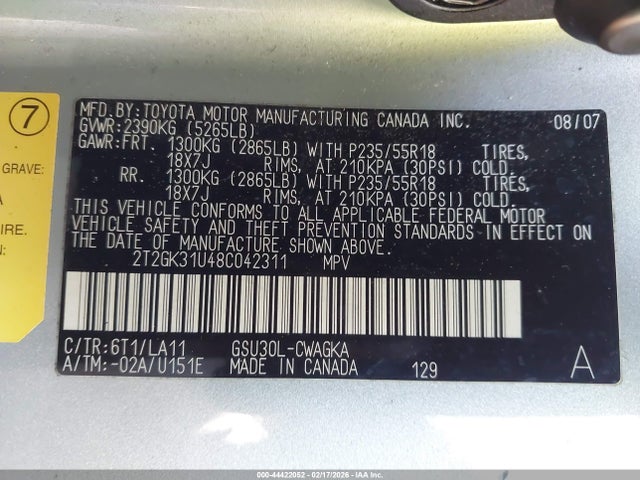 7
GRAVE:
A
IRE.
MFD.BY:TOYOTA MOTOR MANUFACTURING CANADA INC. 08/07
GVWR:2390KG (5265LB)
GAWR:FRT. 1300KG (2865LB) WITH P235/55R18 TIRES,
18X7J RIMS, AT 210KPA (30PSI) COLD.
RR. 1300KG (2865LB) WITH P235/55R18 TIRES,
18X7J RIMS, AT 210KPA (30PSI) COLD.
THIS VEHICLE CONFORMS TO ALL APPLICABLE FEDERAL MOTOR
VEHICLE SAFETY AND THEFT PREVENTION STANDARDS IN EFFECT ON
THE DATE OF MANUFACTURE SHOWN ABOVE.
2T2GK31U48C042311 MPV
C/TR:6T1/LA11 GSU30L-CWAGKA
A/TM:-02A/U151E MADE IN CANADA 129 A
000-44422052 - 02/17/2026 - IAAI, Inc.